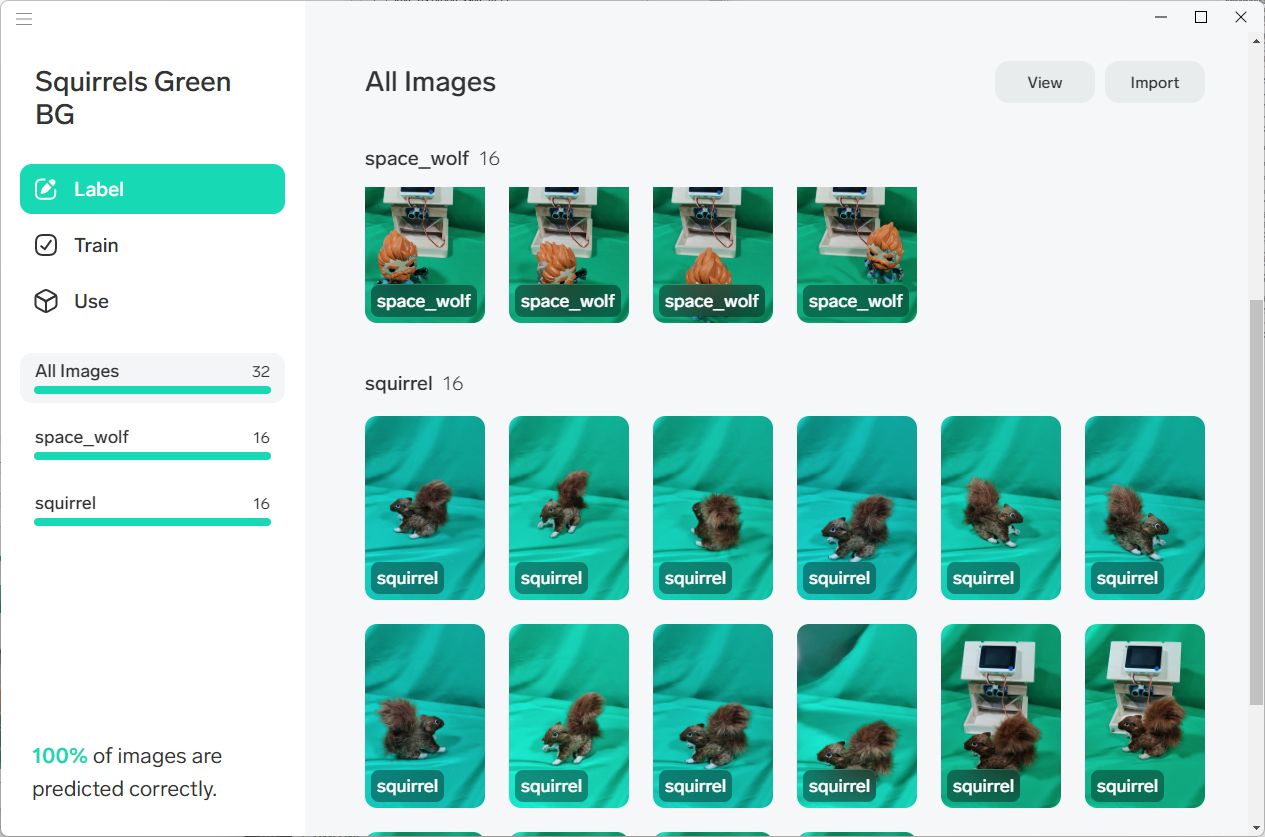 Squirrels Green
BG
Label
Train
Use
All Images 32
space_wolf 16
squirrel 16
100% of images are
predicted correctly.
All Images
View Import
space_wolf 16
space_wolf space_wolf space_wolf space_wolf
squirrel 16
squirrel squirrel squirrel squirrel squirrel squirrel
squirrel squirrel squirrel squirrel squirrel squirrel